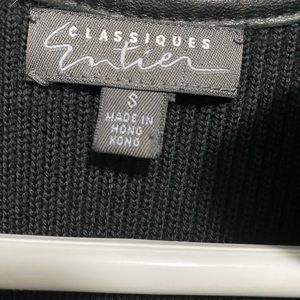 CLASSIQUES
Entier
S
MADE IN
HONG
KONG